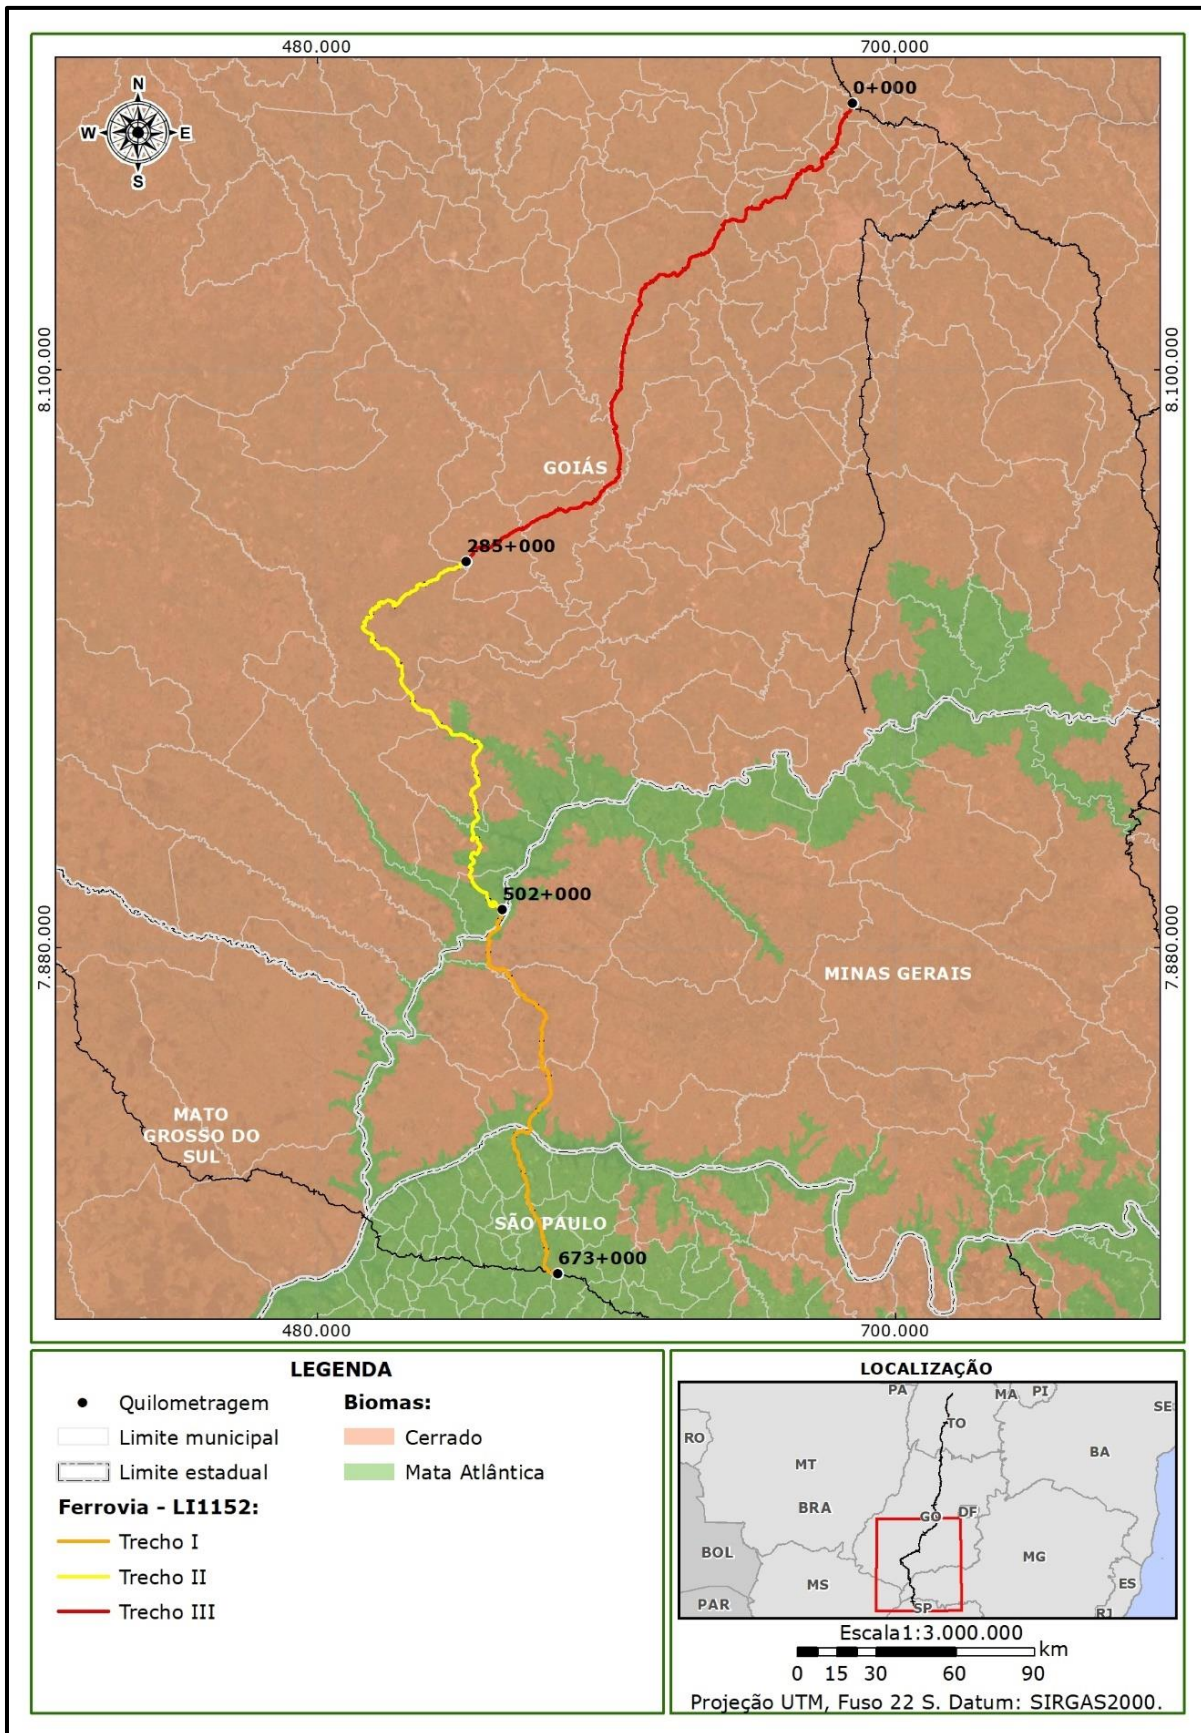 480.000
700.000
N
W
E
S
0+000
8.100.000
8.100.000
GOIÁS
285+000
502+000
7.880.000
7.880.000
MINAS GERAIS
MATO
GROSSO DO
SUL
SÃO PAULO
673+000
480.000
700.000
LEGENDA
Quilometragem
Limite municipal
Limite estadual
Ferrovia - LI1152:
Trecho I
Trecho II
Trecho III
Biomas:
Cerrado
Mata Atlântica
LOCALIZAÇÃO
PA
MA
PI
SE
RO
TO
MT
BA
BRA
GO
DF
BOL
MG
MS
ES
PAR
SP
RJ
Escala1:3.000.000
km
0 15 30 60 90
Projeção UTM, Fuso 22 S. Datum: SIRGAS2000.